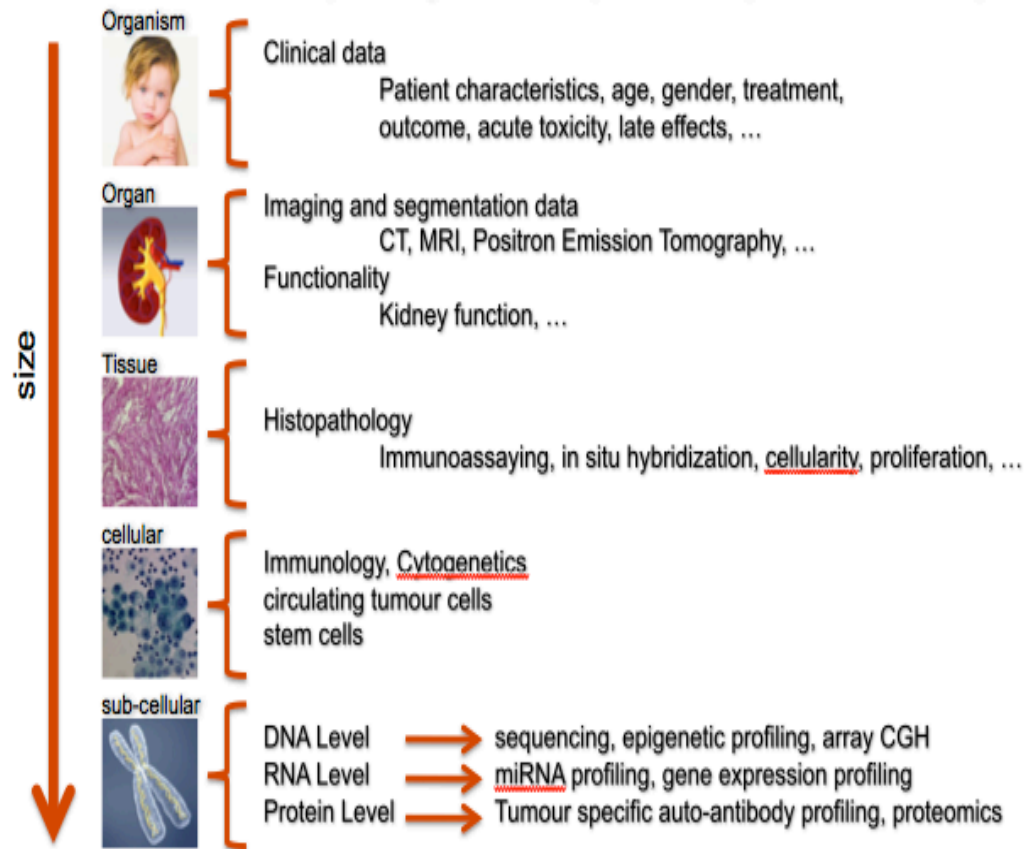 Organism
Clinical data
Patient characteristics, age, gender, treatment,
outcome, acute toxicity, late effects, …
Organ
Imaging and segmentation data
CT, MRI, Positron Emission Tomography, …
Functionality
Kidney function, …
size
Tissue
Histopathology
Immunoassaying, in situ hybridization, cellularity, proliferation, …
cellular
Immunology, Cytogenetics
circulating tumour cells
stem cells
sub-cellular
DNA Level sequencing, epigenetic profiling, array CGH
RNA Level miRNA profiling, gene expression profiling
Protein Level Tumour specific auto-antibody profiling, proteomics